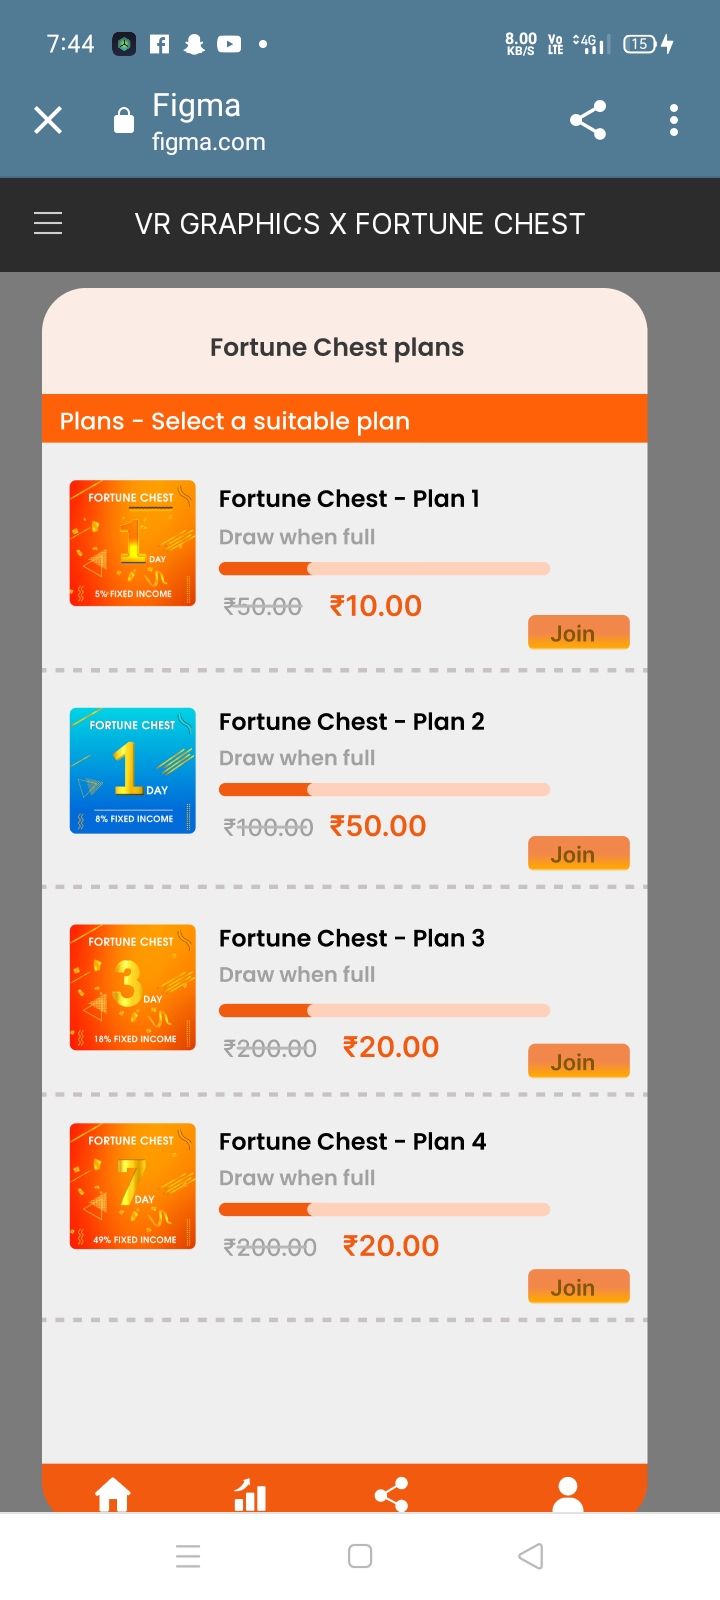 7:44
8.00 KB/S Vo LTE 4G 15
Figma
figma.com
VR GRAPHICS X FORTUNE CHEST
Fortune Chest plans
Plans - Select a suitable plan
FORTUNE CHEST
1 DAY
5% FIXED INCOME
Fortune Chest - Plan 1
Draw when full
₹50.00 ₹10.00
Join
FORTUNE CHEST
1 DAY
8% FIXED INCOME
Fortune Chest - Plan 2
Draw when full
₹100.00 ₹50.00
Join
FORTUNE CHEST
3 DAY
18% FIXED INCOME
Fortune Chest - Plan 3
Draw when full
₹200.00 ₹20.00
Join
FORTUNE CHEST
7 DAY
49% FIXED INCOME
Fortune Chest - Plan 4
Draw when full
₹200.00 ₹20.00
Join